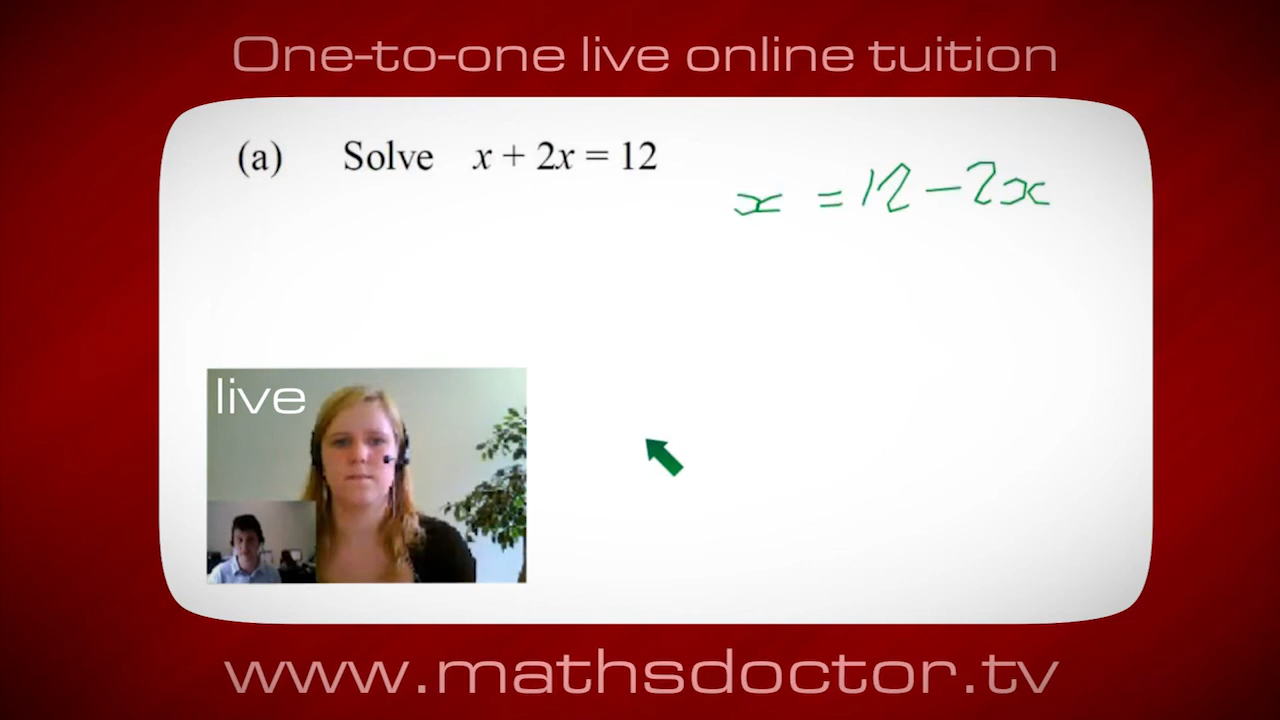 One-to-one live online tuition
(a) Solve x + 2x = 12
x = 12 - 2x
live
www.mathsdoctor.tv